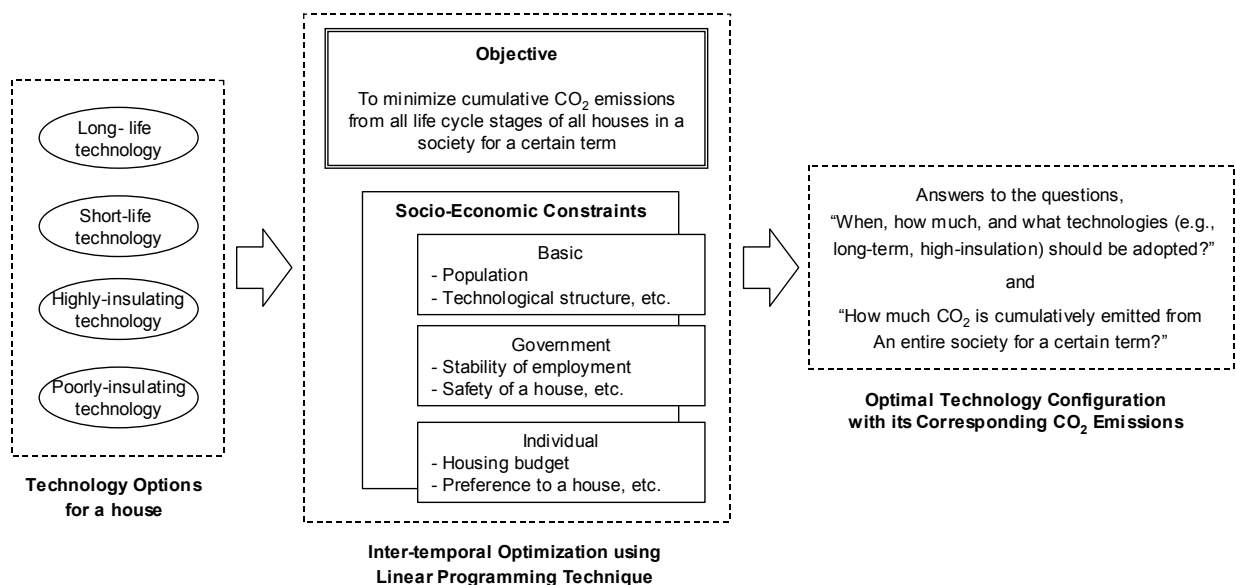 Long- life
technology
Short-life
technology
Highly-insulating
technology
Poorly-insulating
technology
Technology Options
for a house
Objective
To minimize cumulative CO₂ emissions
from all life cycle stages of all houses in a
society for a certain term
Socio-Economic Constraints
Basic
- Population
- Technological structure, etc.
Government
- Stability of employment
- Safety of a house, etc.
Individual
- Housing budget
- Preference to a house, etc.
Inter-temporal Optimization using
Linear Programming Technique
Answers to the questions,
“When, how much, and what technologies (e.g.,
long-term, high-insulation) should be adopted?”
and
“How much CO₂ is cumulatively emitted from
An entire society for a certain term?”
Optimal Technology Configuration
with its Corresponding CO₂ Emissions